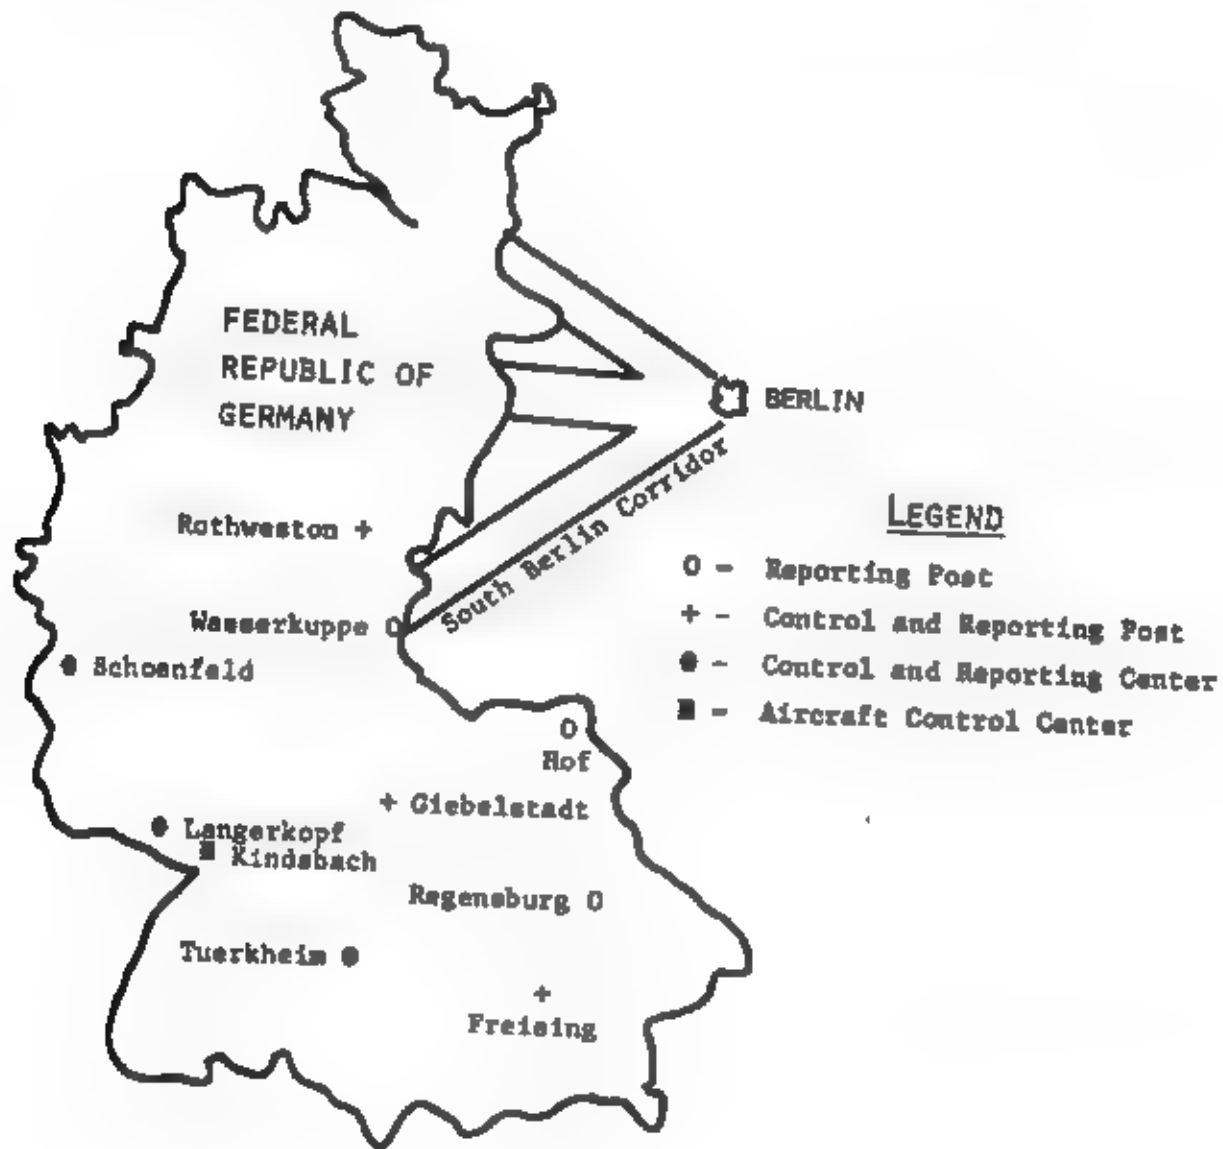 FEDERAL
REPUBLIC OF
GERMANY
BERLIN
South Berlin Corridor
Rothweston +
Wasserkuppe O
Schoenfeld
O
Hof
+ Giebelstadt
Langerkopf
Kindsbach
Regensburg O
Tuerkheim
+
Freising
LEGEND
O - Reporting Post
+ - Control and Reporting Post
● - Control and Reporting Center
■ - Aircraft Control Center